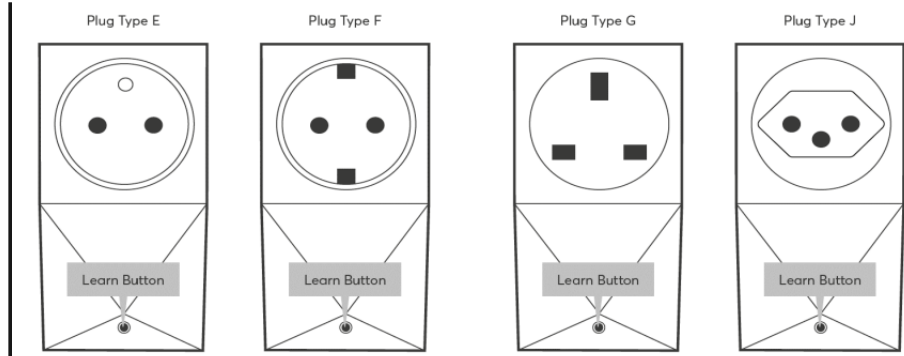 Plug Type E
Plug Type F
Plug Type G
Plug Type J
Learn Button
Learn Button
Learn Button
Learn Button